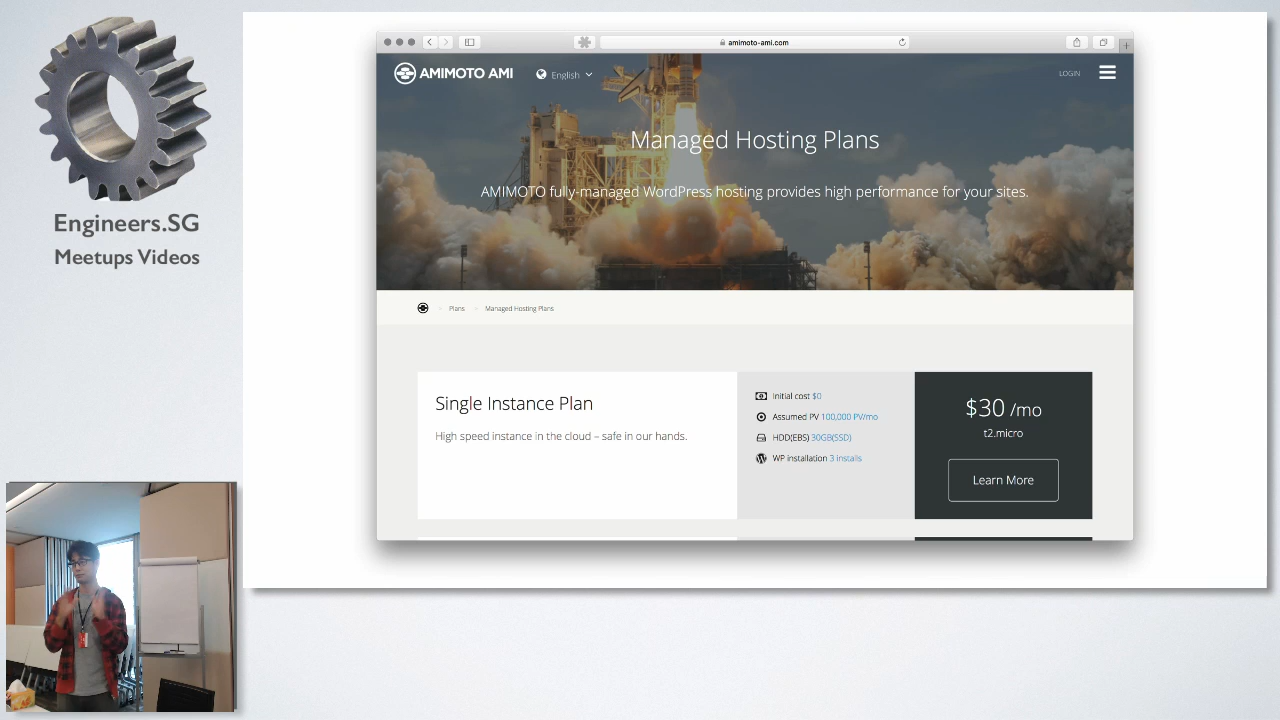 Engineers.SG
Meetups Videos
amimoto-ami.com
AMIMOTO AMI
English
LOGIN
Managed Hosting Plans
AMIMOTO fully-managed WordPress hosting provides high performance for your sites.
Plans
Managed Hosting Plans
Single Instance Plan
High speed instance in the cloud – safe in our hands.
Initial cost $0
Assumed PV 100,000 PV/mo
HDD(EBS) 30GB(SSD)
WP installation 3 installs
$30 /mo
t2.micro
Learn More